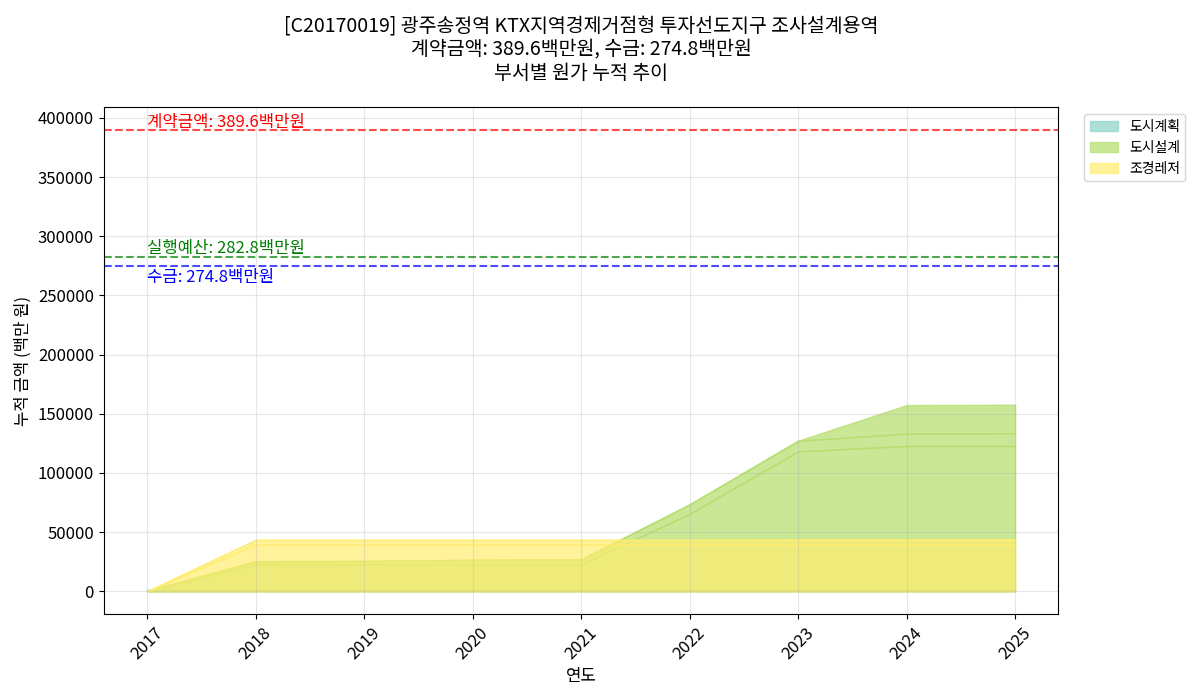 [C20170019] 광주송정역 KTX지역경제거점형 투자선도지구 조사설계용역
계약금액: 389.6백만원, 수금: 274.8백만원
부서별 원가 누적 추이
누적 금액 (백만 원)
400000
350000
300000
250000
200000
150000
100000
50000
0
계약금액: 389.6백만원
실행예산: 282.8백만원
수금: 274.8백만원
도시계획
도시설계
조경레저
2017
2018
2019
2020
2021
2022
2023
2024
2025
연도